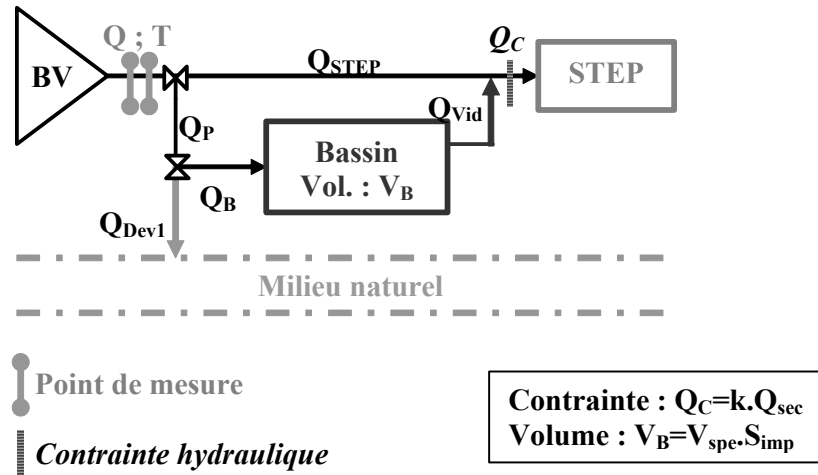 Q ; T
Q_C
BV
Q_STEP
STEP
Q_P
Q_Vid
Bassin
Vol. : V_B
Q_B
Q_Dev1
Milieu naturel
Point de mesure
Contrainte hydraulique
Contrainte : Q_C=k.Q_sec
Volume : V_B=V_spe.S_imp